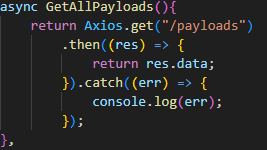 async GetAllPayloads(){
    return Axios.get("/payloads")
        .then((res) => {
            return res.data;
        }).catch((err) => {
            console.log(err);
        });
},